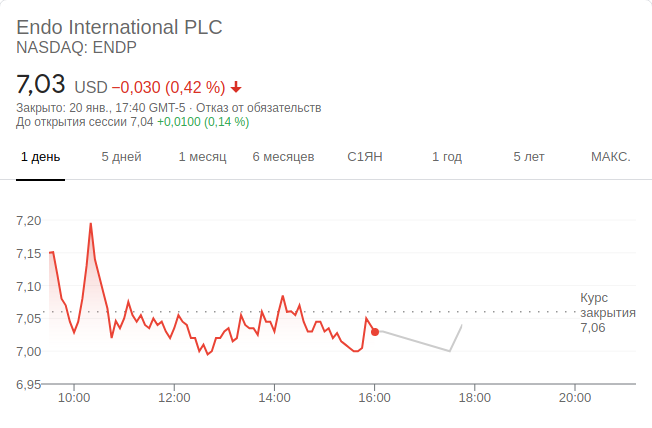 Endo International PLC
NASDAQ: ENDP
7,03 USD −0,030 (0,42 %)
Закрыто: 20 янв., 17:40 GMT-5 · Отказ от обязательств
До открытия сессии 7,04 +0,0100 (0,14 %)
1 день 5 дней 1 месяц 6 месяцев С1ЯН 1 год 5 лет МАКС.
7,20
7,15
7,10
7,05
7,00
6,95
Курс
закрытия
7,06
10:00 12:00 14:00 16:00 18:00 20:00